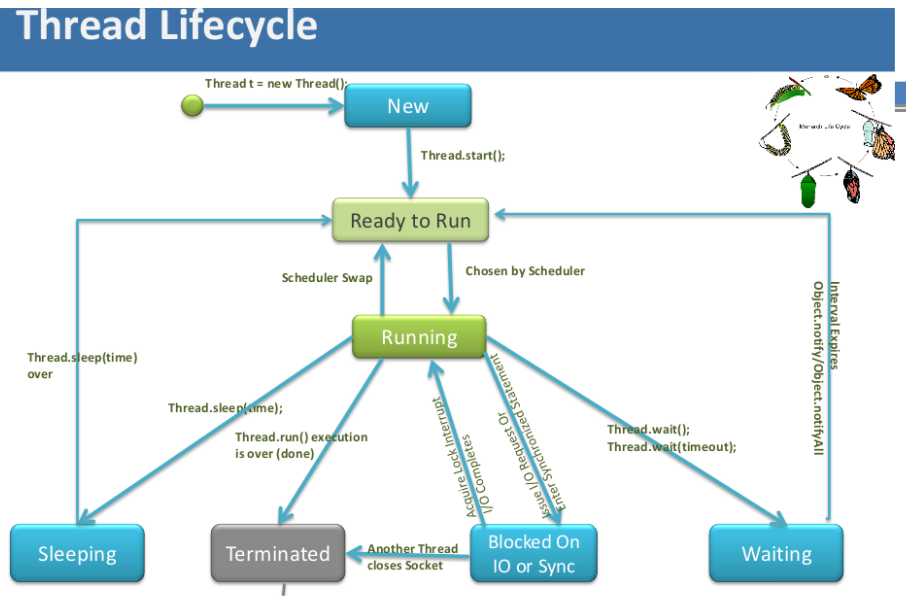 Thread Lifecycle
Thread t = new Thread();
New
Monarch Life Cycle
Thread.start();
Ready to Run
Scheduler Swap
Chosen by Scheduler
Running
Interval Expires
Object.notify/Object.notifyAll
Thread.sleep(time)
over
Thread.sleep(time);
Thread.run() execution
is over (done)
Acquire Lock Interrupt
I/O Completes
Issue I/O Request Or
Enter Synchronized Statement
Thread.wait();
Thread.wait(timeout);
Sleeping
Terminated
Another Thread
closes Socket
Blocked On
IO or Sync
Waiting